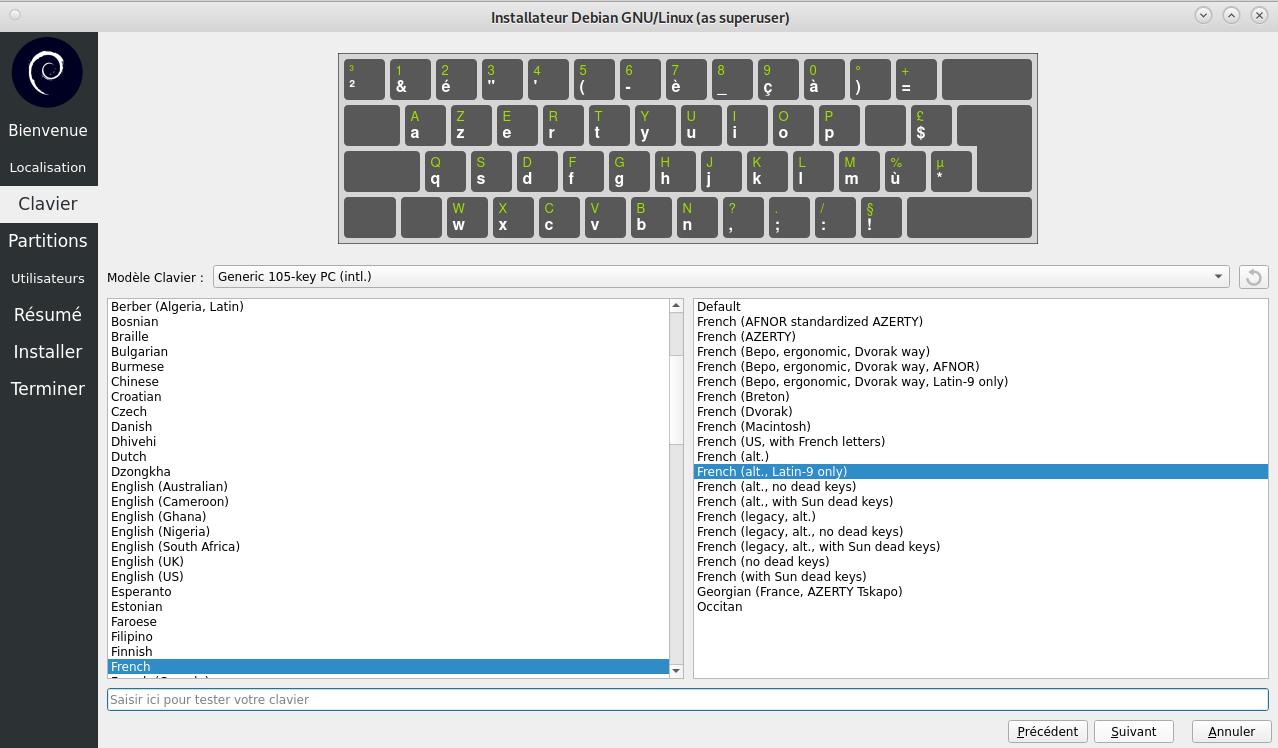 Installateur Debian GNU/Linux (as superuser)
Bienvenue
Localisation
Clavier
Partitions
Utilisateurs
Résumé
Installer
Terminer
³ 1 2 3 4 5 6 7 8 9 0 ° +
² & é " ' ( - è _ ç à ) =
A Z E R T Y U I O P £
a z e r t y u i o p $
Q S D F G H J K L M % µ
q s d f g h j k l m ù *
W X C V B N ? . / §
w x c v b n , ; : !
Modèle Clavier :
Generic 105-key PC (intl.)
Berber (Algeria, Latin)
Bosnian
Braille
Bulgarian
Burmese
Chinese
Croatian
Czech
Danish
Dhivehi
Dutch
Dzongkha
English (Australian)
English (Cameroon)
English (Ghana)
English (Nigeria)
English (South Africa)
English (UK)
English (US)
Esperanto
Estonian
Faroese
Filipino
Finnish
French
Default
French (AFNOR standardized AZERTY)
French (AZERTY)
French (Bepo, ergonomic, Dvorak way)
French (Bepo, ergonomic, Dvorak way, AFNOR)
French (Bepo, ergonomic, Dvorak way, Latin-9 only)
French (Breton)
French (Dvorak)
French (Macintosh)
French (US, with French letters)
French (alt.)
French (alt., Latin-9 only)
French (alt., no dead keys)
French (alt., with Sun dead keys)
French (legacy, alt.)
French (legacy, alt., no dead keys)
French (legacy, alt., with Sun dead keys)
French (no dead keys)
French (with Sun dead keys)
Georgian (France, AZERTY Tskapo)
Occitan
Saisir ici pour tester votre clavier
Précédent
Suivant
Annuler